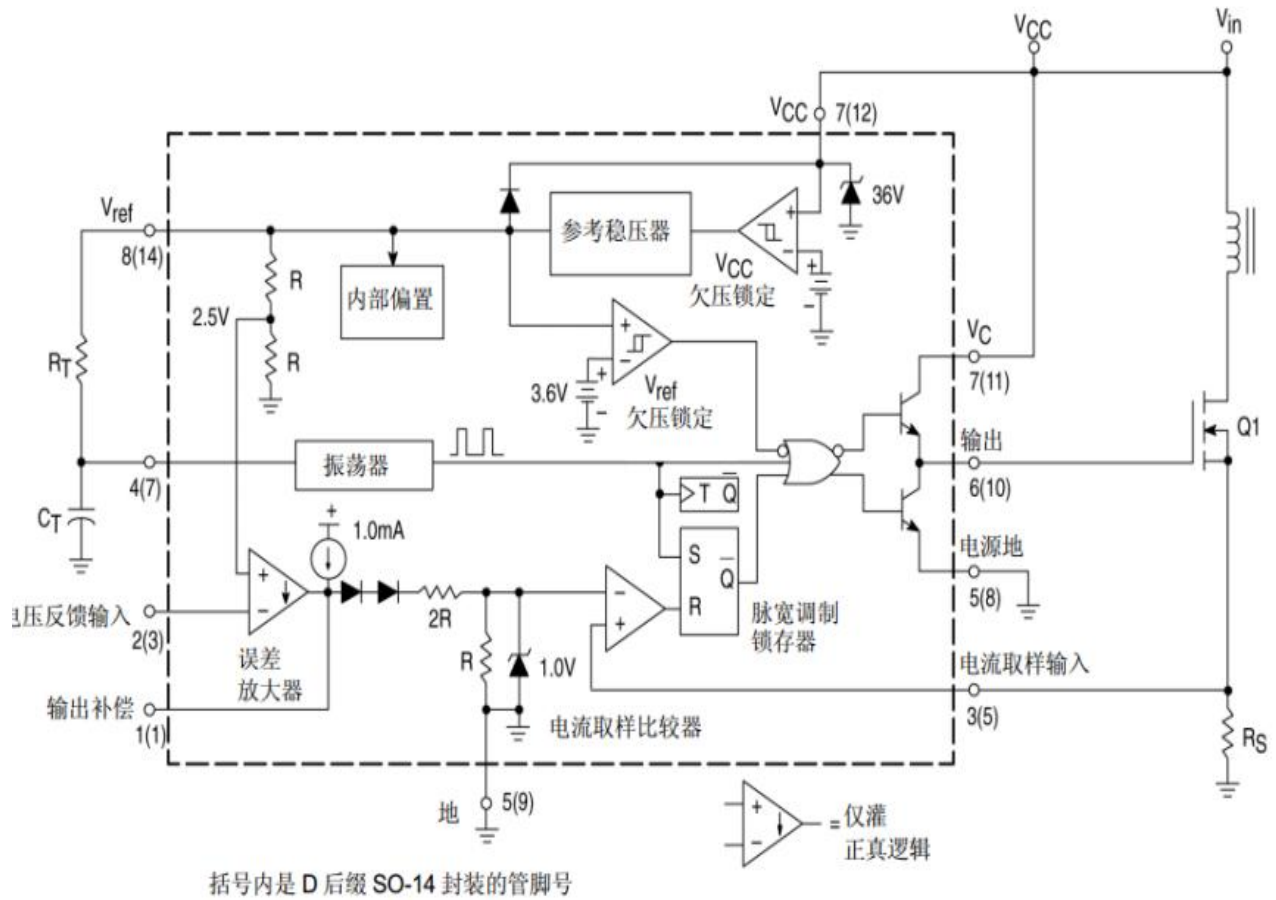 VCC
Vin
VCC
7(12)
Vref
8(14)
36V
参考稳压器
VCC
欠压锁定
R
内部偏置
2.5V
R
RT
3.6V
Vref
欠压锁定
VC
7(11)
Q1
输出
6(10)
振荡器
4(7)
CT
T Q
1.0mA
S
Q
R
电源地
5(8)
+
-
压反馈输入
2(3)
2R
R
1.0V
脉宽调制
锁存器
误差
放大器
电流取样输入
3(5)
输出补偿
1(1)
电流取样比较器
RS
地
5(9)
= 仅灌
正真逻辑
括号内是 D 后缀 SO-14 封装的管脚号